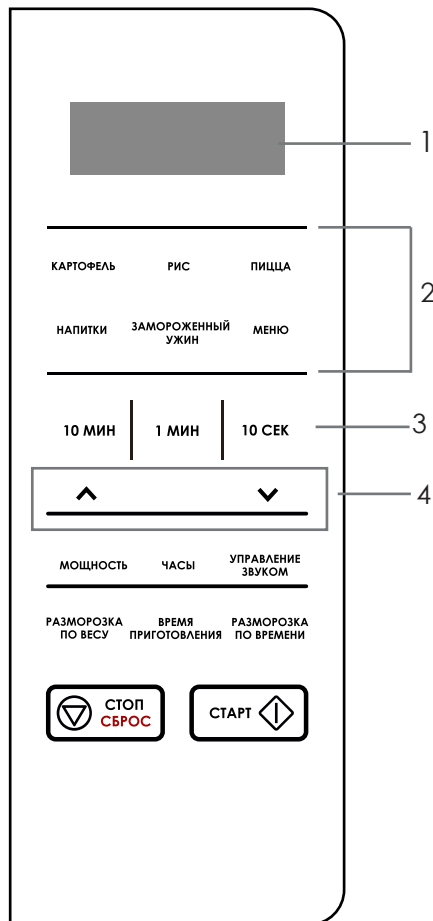 1
КАРТОФЕЛЬ РИС ПИЦЦА
2
НАПИТКИ ЗАМОРОЖЕННЫЙ УЖИН МЕНЮ
10 МИН 1 МИН 10 СЕК
3
4
МОЩНОСТЬ ЧАСЫ УПРАВЛЕНИЕ ЗВУКОМ
РАЗМОРОЗКА ПО ВЕСУ ВРЕМЯ ПРИГОТОВЛЕНИЯ РАЗМОРОЗКА ПО ВРЕМЕНИ
СТОП
СБРОС
СТАРТ